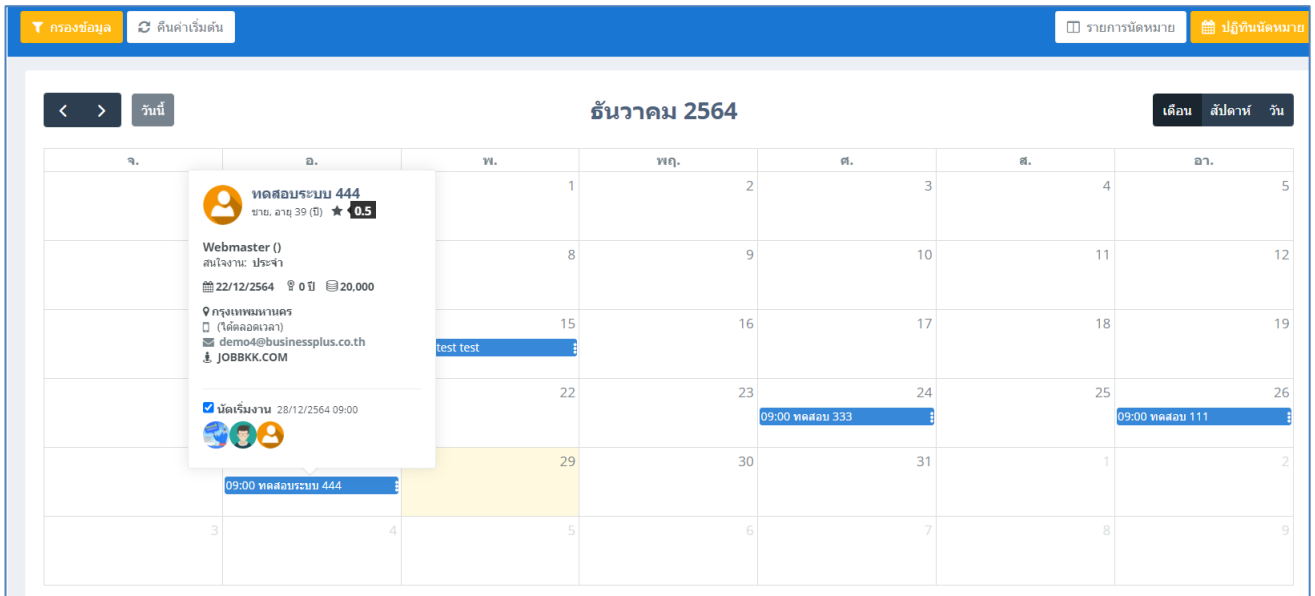 กรองข้อมูล คืนค่าเริ่มต้น รายการนัดหมาย ปฏิทินนัดหมาย
วันนี้ ธันวาคม 2564 เดือน สัปดาห์ วัน
จ. อ. พ. พฤ. ศ. ส. อา.
1 2 3 4 5
ทดสอบระบบ 444
ชาย, อายุ 39 (ปี) 0.5
Webmaster ()
สนใจงาน: ประจำ
22/12/2564 0 ปี 20,000
กรุงเทพมหานคร
(ได้ตลอดเวลา)
demo4@businessplus.co.th
JOBBKK.COM
นัดเริ่มงาน 28/12/2564 09:00
8 9 10 11 12
15 16 17 18 19
test test
22 23 24 25 26
09:00 ทดสอบ 333 09:00 ทดสอบ 111
29 30 31 1 2
09:00 ทดสอบระบบ 444
3 4 5 6 7 8 9